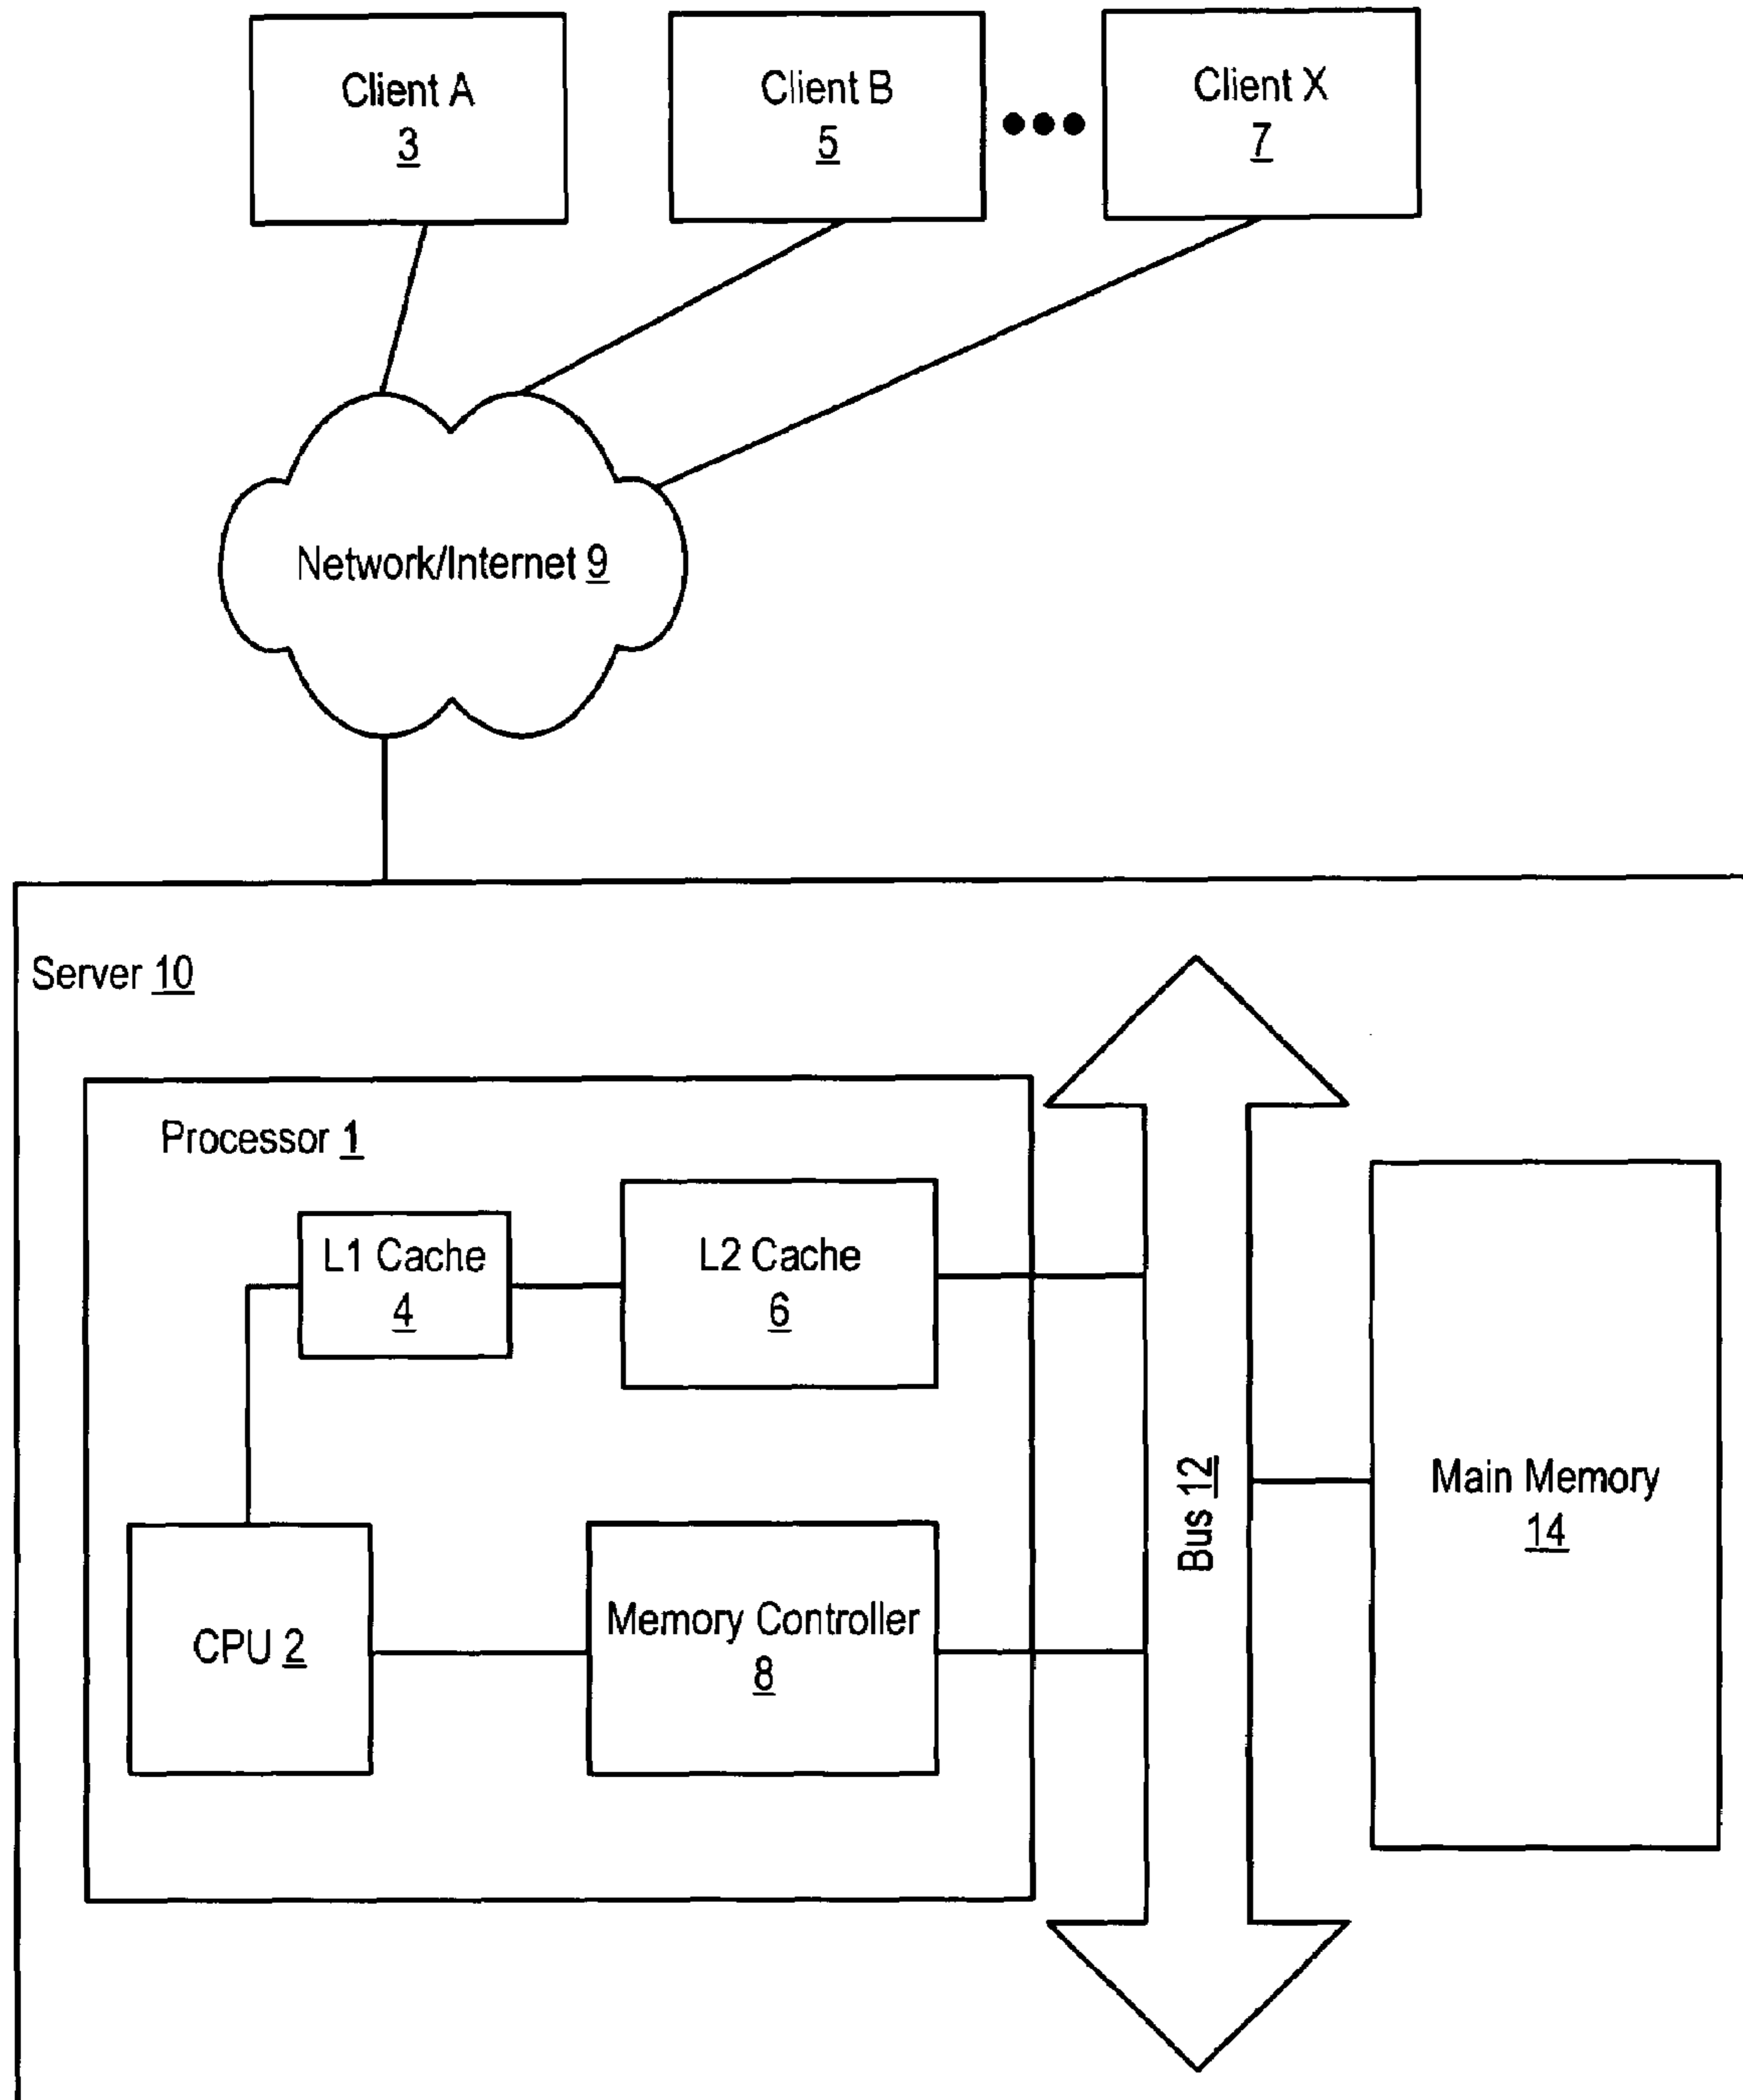 Client A
3
Client B
5
Client X
7
Network/Internet 9
Server 10
Processor 1
L1 Cache
4
L2 Cache
6
CPU 2
Memory Controller
8
Bus 12
Main Memory
14